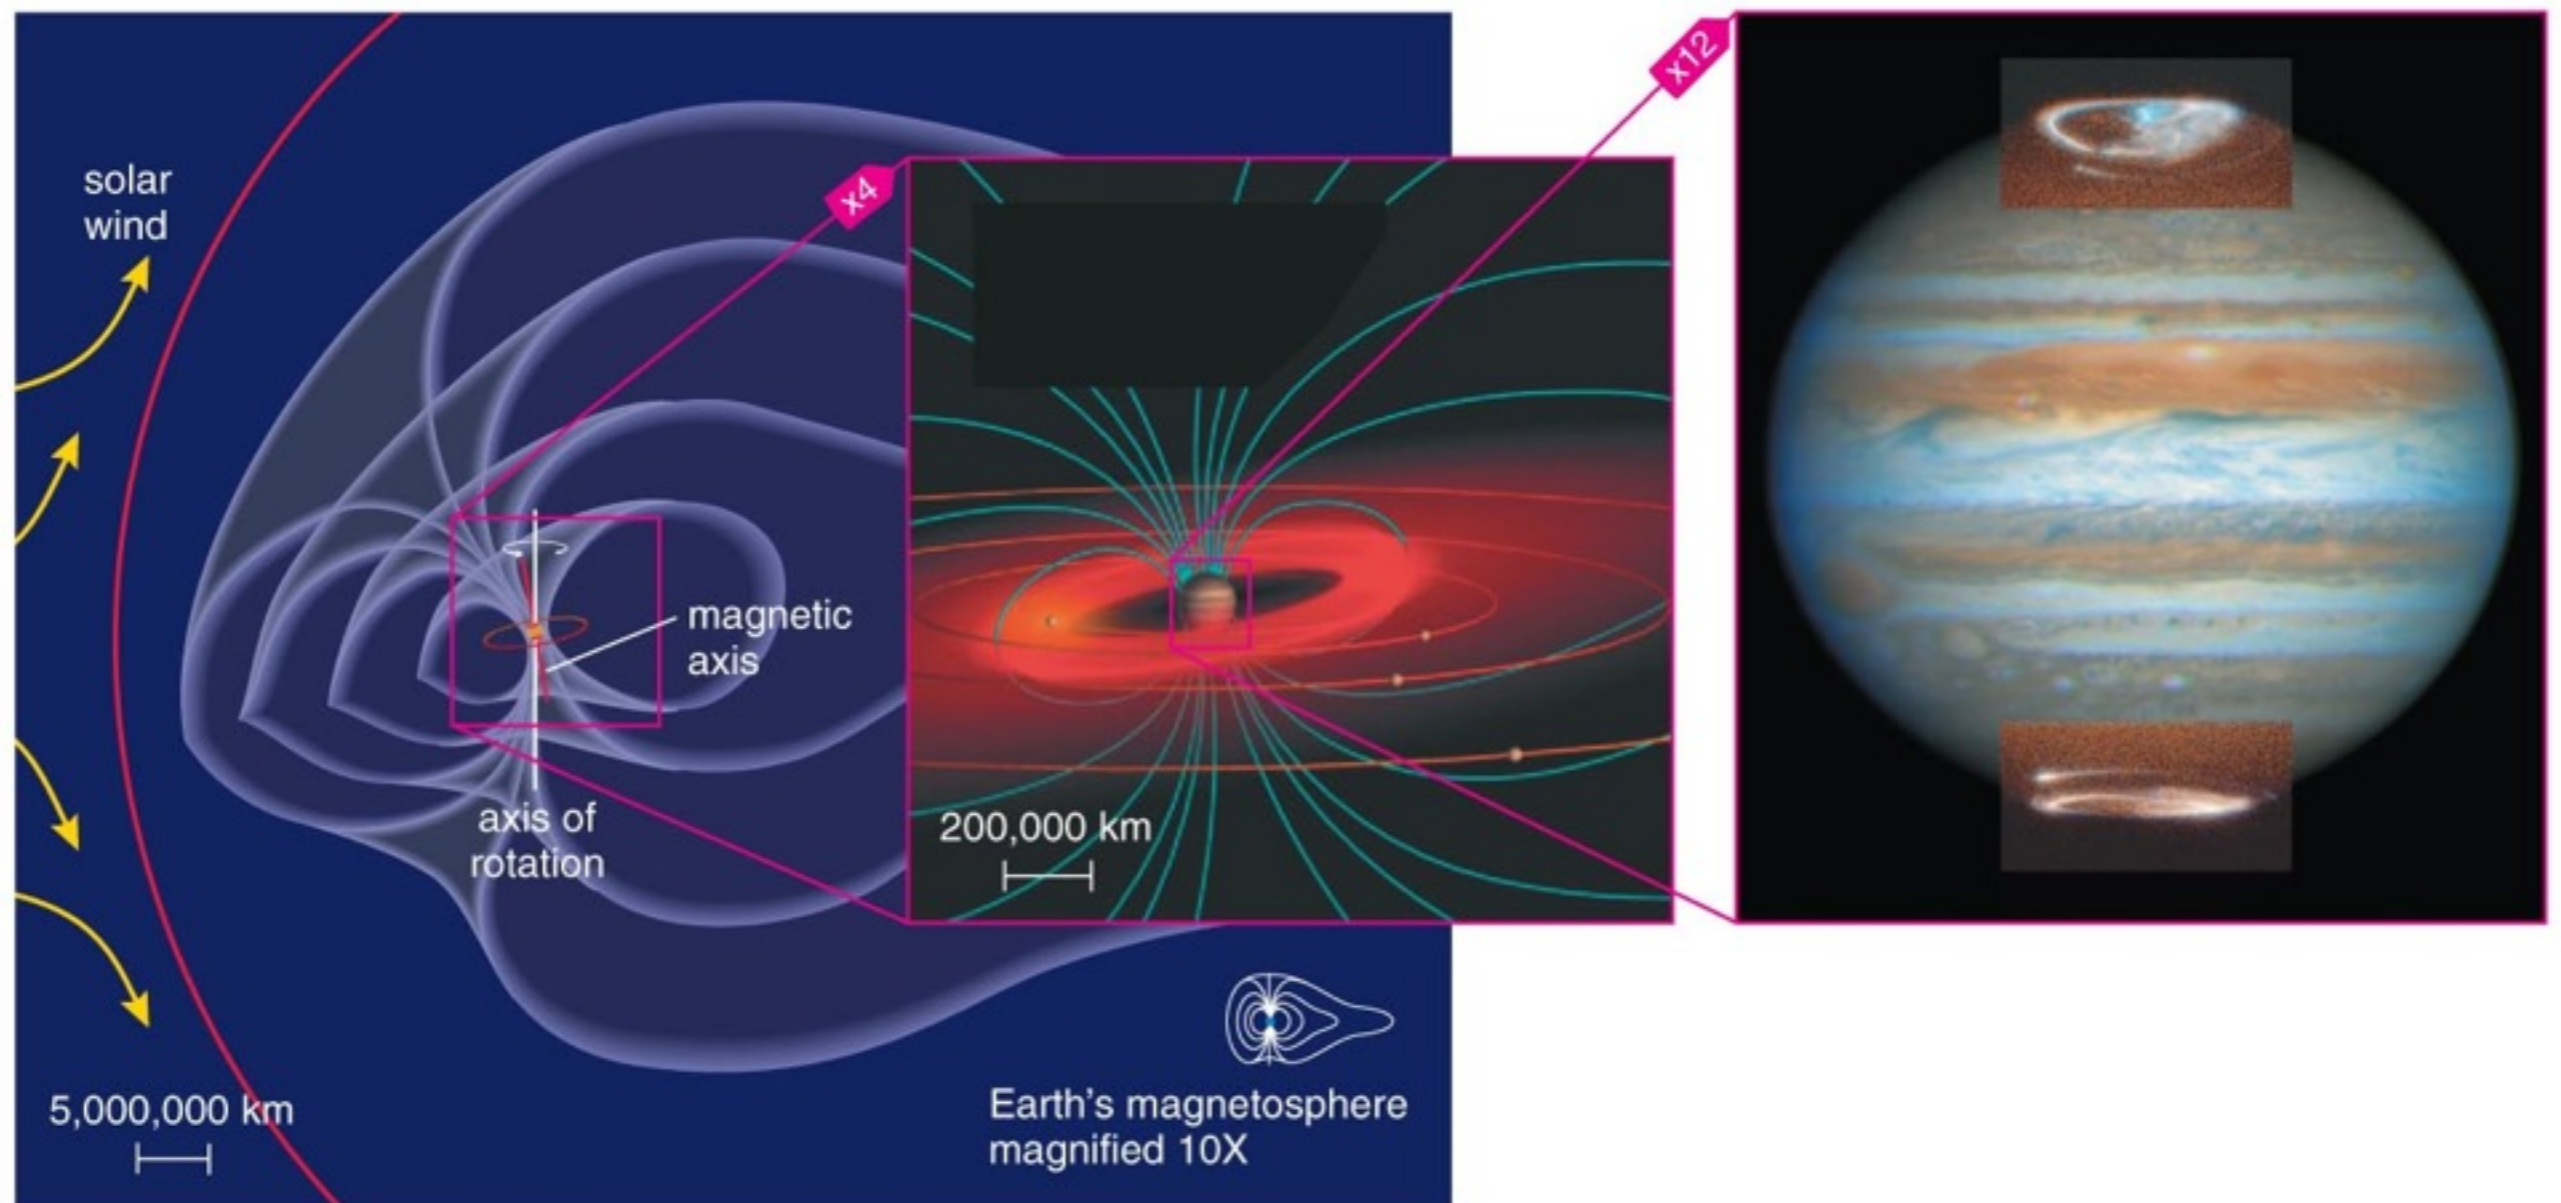 solar
wind
x4
x12
magnetic
axis
axis of
rotation
200,000 km
5,000,000 km
Earth's magnetosphere
magnified 10X